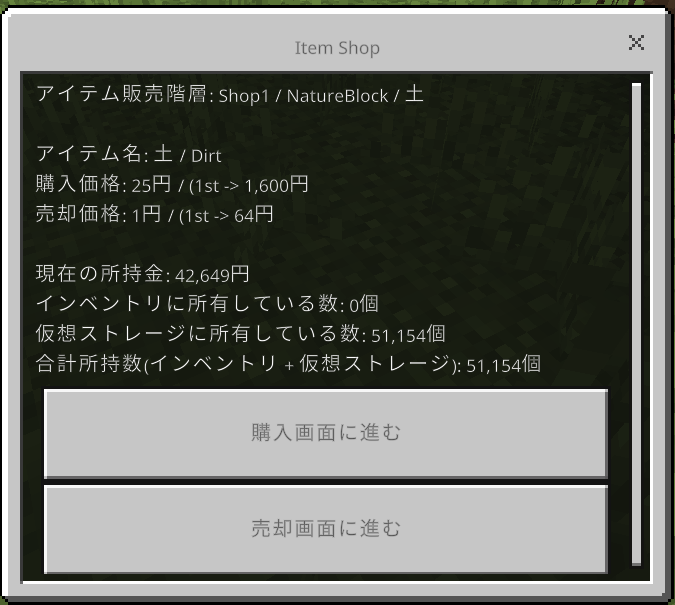 Item Shop
アイテム販売階層: Shop1 / NatureBlock / 土
アイテム名: 土 / Dirt
購入価格: 25円 / (1st -> 1,600円
売却価格: 1円 / (1st -> 64円
現在の所持金: 42,649円
インベントリに所有している数: 0個
仮想ストレージに所有している数: 51,154個
合計所持数(インベントリ + 仮想ストレージ): 51,154個
購入画面に進む
売却画面に進む